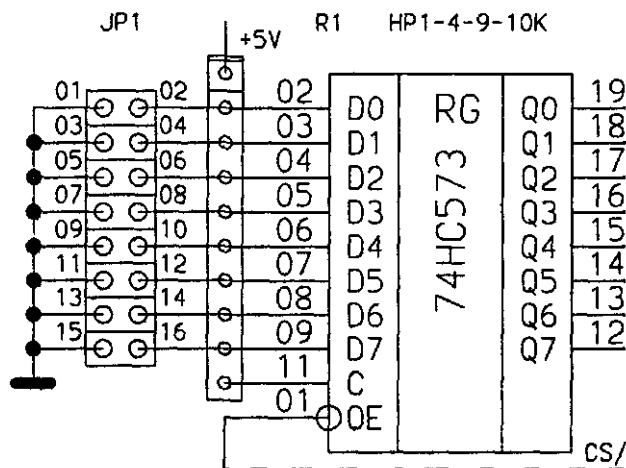 JP1 R1 HP1-4-9-10K
+5V
01 02 02 D0 RG Q0 19
03 04 03 D1 Q1 18
05 06 04 D2 Q2 17
07 08 05 D3 Q3 16
09 10 06 D4 Q4 15
11 12 07 D5 Q5 14
13 14 08 D6 Q6 13
15 16 09 D7 Q7 12
74HC573
11 C
01 OE
CS/